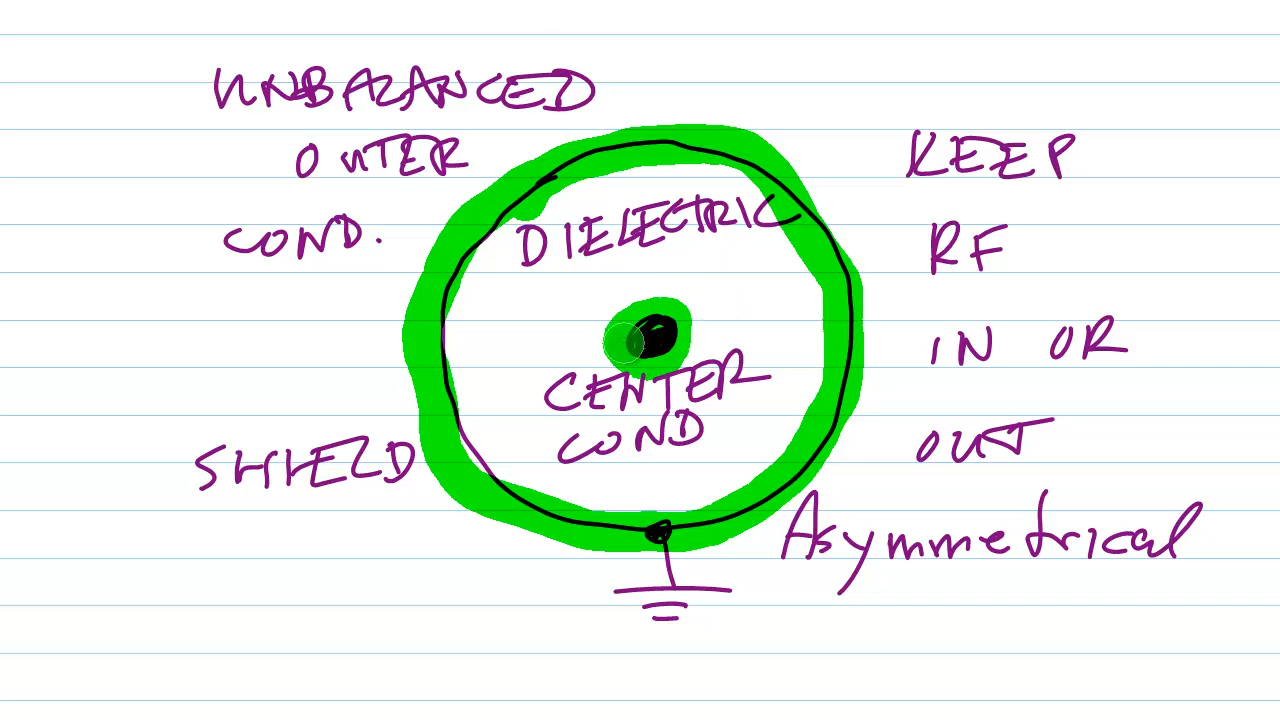 UNBALANCED
OUTER
COND.
SHIELD
DIELECTRIC
CENTER
COND
KEEP
RF
IN OR
OUT
Asymmetrical